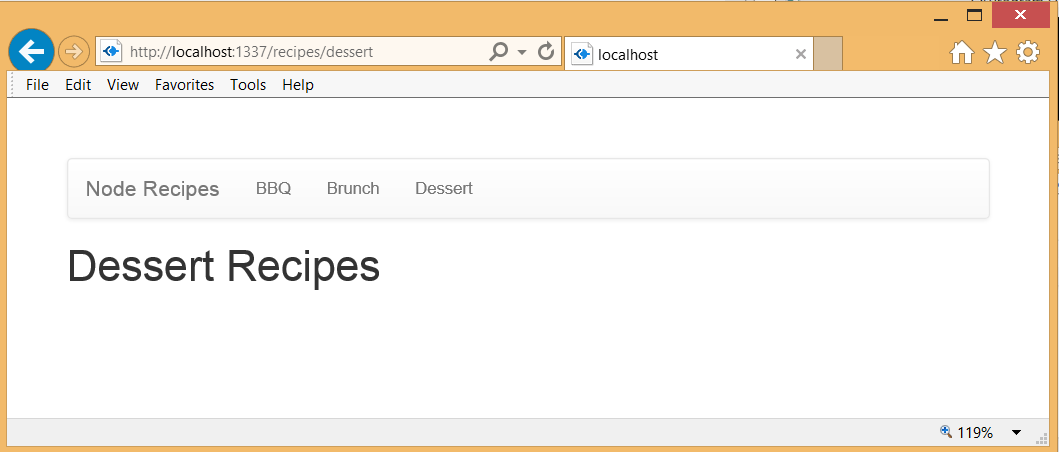 http://localhost:1337/recipes/dessert localhost
File Edit View Favorites Tools Help
Node Recipes BBQ Brunch Dessert
Dessert Recipes
119%